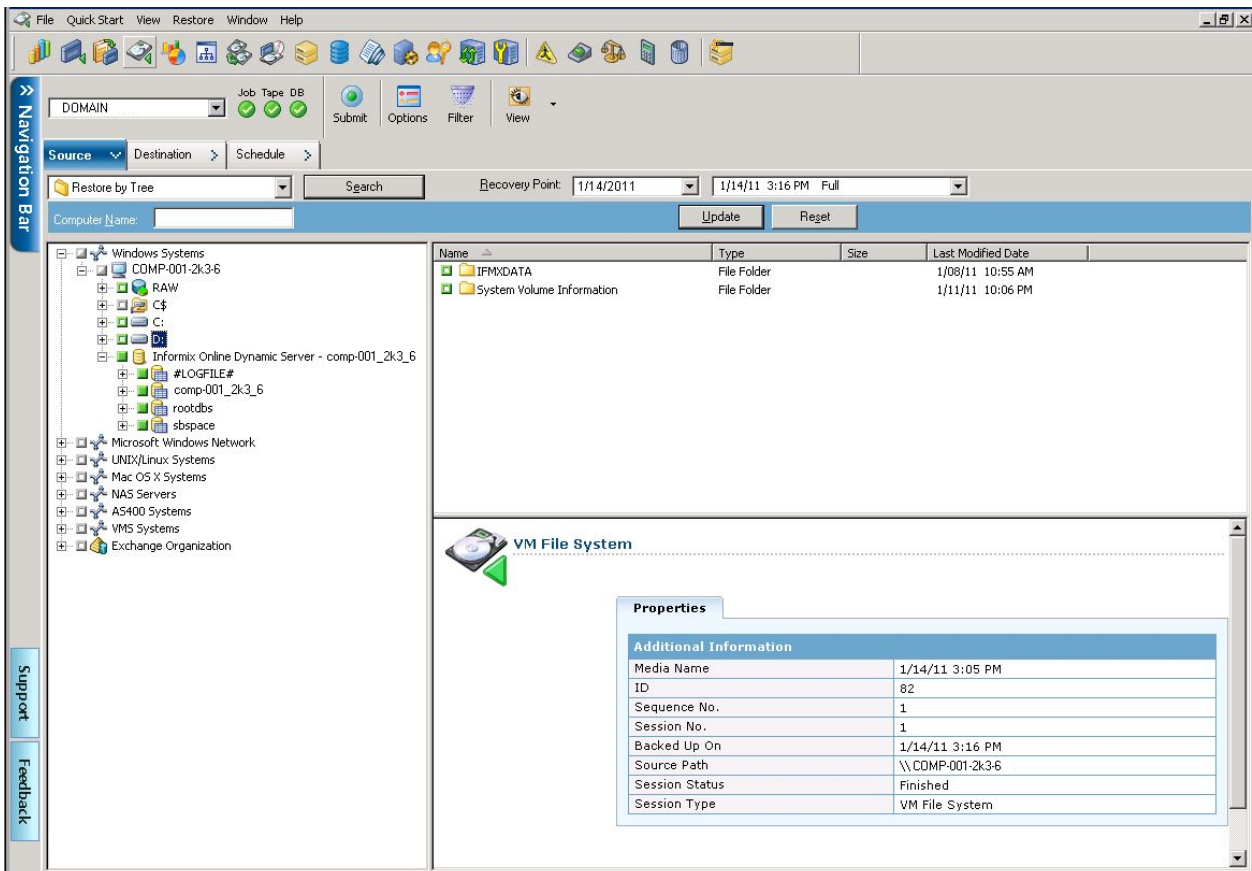 File Quick Start View Restore Window Help
Navigation Bar
DOMAIN
Job Tape DB
Submit Options Filter View
Source Destination Schedule
Restore by Tree Search Recovery Point: 1/14/2011 1/14/11 3:16 PM Full
Computer Name: Update Reset
Windows Systems
COMP-001-2k3-6
RAW
C$
C:
D:
Informix Online Dynamic Server - comp-001_2k3_6
#LOGFILE#
comp-001_2k3_6
rootdbs
sbspace
Microsoft Windows Network
UNIX/Linux Systems
Mac OS X Systems
NAS Servers
AS400 Systems
VMS Systems
Exchange Organization
Name Type Size Last Modified Date
IFMXDATA File Folder 1/08/11 10:55 AM
System Volume Information File Folder 1/11/11 10:06 PM
VM File System
Properties
Additional Information
Media Name 1/14/11 3:05 PM
ID 82
Sequence No. 1
Session No. 1
Backed Up On 1/14/11 3:16 PM
Source Path \\COMP-001-2k3-6
Session Status Finished
Session Type VM File System
Support
Feedback